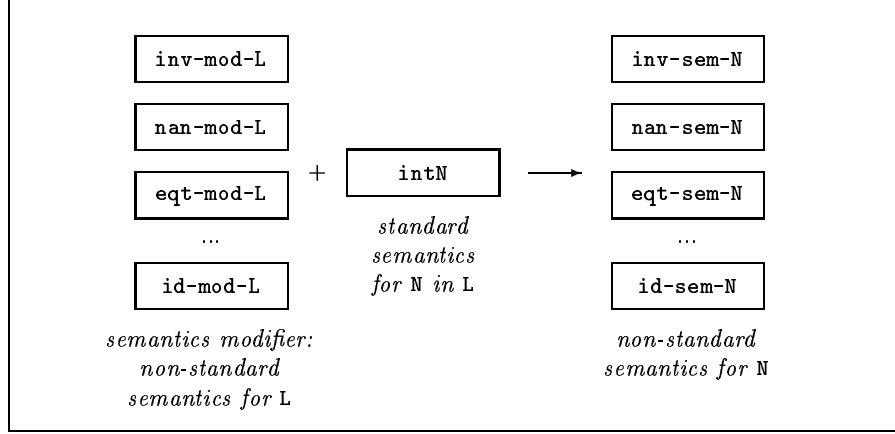 inv-mod-L
nan-mod-L
eqt-mod-L
...
id-mod-L
semantics modifier:
non-standard
semantics for L
+
intN
standard
semantics
for N in L
inv-sem-N
nan-sem-N
eqt-sem-N
...
id-sem-N
non-standard
semantics for N